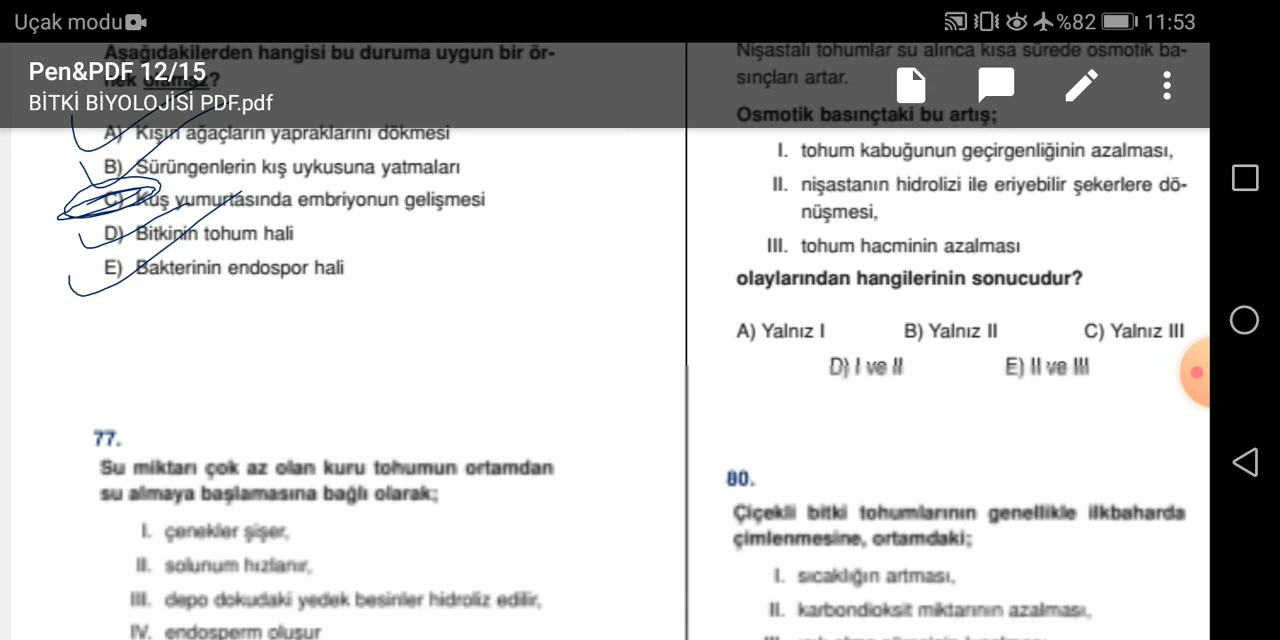 Uçak modu
%82 11:53
Pen&PDF 12/15
BİTKİ BİYOLOJİSİ PDF.pdf
Aşağıdakilerden hangisi bu duruma uygun bir ör-
nek olamaz?
A) Kışın ağaçların yapraklarını dökmesi
B) Sürüngenlerin kış uykusuna yatmaları
C) Kuş yumurtasında embriyonun gelişmesi
D) Bitkinin tohum hali
E) Bakterinin endospor hali
77.
Su miktarı çok az olan kuru tohumun ortamdan
su almaya başlamasına bağlı olarak;
I. çenekler şişer,
II. solunum hızlanır,
III. depo dokudaki yedek besinler hidroliz edilir,
IV. endosperm oluşur
Nişastalı tohumlar su alınca kısa sürede osmotik ba-
sınçları artar.
Osmotik basınçtaki bu artış;
I. tohum kabuğunun geçirgenliğinin azalması,
II. nişastanın hidrolizi ile eriyebilir şekerlere dö-
nüşmesi,
III. tohum hacminin azalması
olaylarından hangilerinin sonucudur?
A) Yalnız I B) Yalnız II C) Yalnız III
D) I ve II E) II ve III
80.
Çiçekli bitki tohumlarının genellikle ilkbaharda
çimlenmesine, ortamdaki;
I. sıcaklığın artması,
II. karbondioksit miktarının azalması,